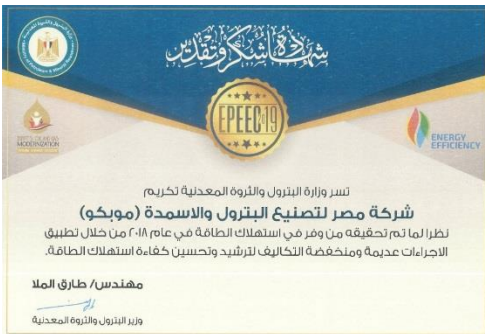 شهادة شكر وتقدير
EPEEC19
MODERNIZATION
ENERGY
EFFICIENCY
تسر وزارة البترول والثروة المعدنية تكريم
شركة مصر لتصنيع البترول والاسمدة (موبكو)
نظرا لما تم تحقيقه من وفر في استهلاك الطاقة في عام ٢٠١٨ من خلال تطبيق
الاجراءات عديمة ومنخفضة التكاليف لترشيد وتحسين كفاءة استهلاك الطاقة.
مهندس/ طارق الملا
وزير البترول والثروة المعدنية